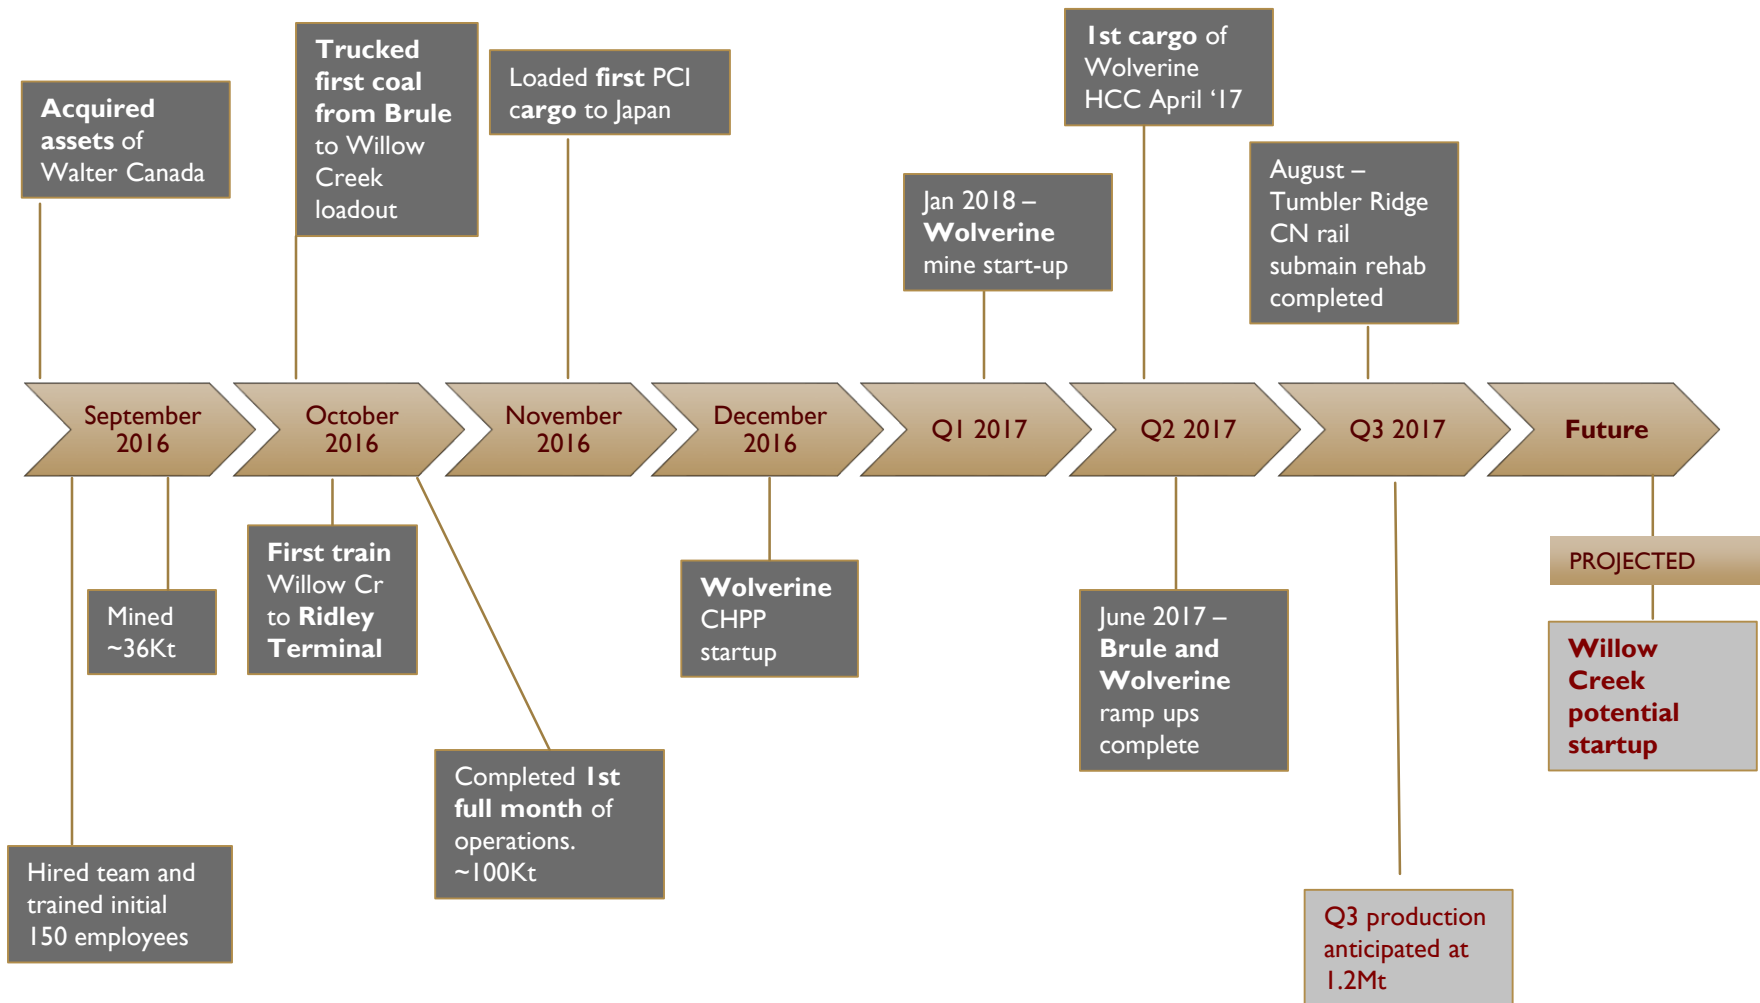 Acquired
assets of
Walter Canada
Trucked
first coal
from Brule
to Willow
Creek
loadout
Loaded first PCI
cargo to Japan
Jan 2018 –
Wolverine
mine start-up
1st cargo of
Wolverine
HCC April ‘17
August –
Tumbler Ridge
CN rail
submain rehab
completed
September
2016
October
2016
November
2016
December
2016
Q1 2017
Q2 2017
Q3 2017
Future
Hired team and
trained initial
150 employees
Mined
~36Kt
First train
Willow Cr
to Ridley
Terminal
Completed 1st
full month of
operations.
~100Kt
Wolverine
CHPP
startup
June 2017 –
Brule and
Wolverine
ramp ups
complete
Q3 production
anticipated at
1.2Mt
PROJECTED
Willow
Creek
potential
startup